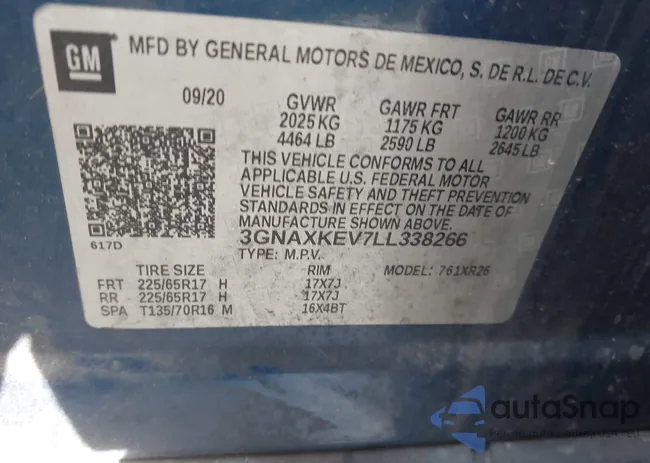 GM
MFD BY GENERAL MOTORS DE MEXICO, S. DE R.L. DE C.V.
09/20 GVWR GAWR FRT GAWR RR
2025 KG 1175 KG 1200 KG
4464 LB 2590 LB 2645 LB
THIS VEHICLE CONFORMS TO ALL
APPLICABLE U.S. FEDERAL MOTOR
VEHICLE SAFETY AND THEFT PREVENTION
STANDARDS IN EFFECT ON THE DATE
OF MANUFACTURE SHOWN ABOVE.
617D
3GNAXKEV7LL338266
TYPE: M.P.V. MODEL: 761XR26
TIRE SIZE RIM
FRT 225/65R17 H 17X7J
RR 225/65R17 H 17X7J
SPA T135/70R16 M 16X4BT
autoSnap